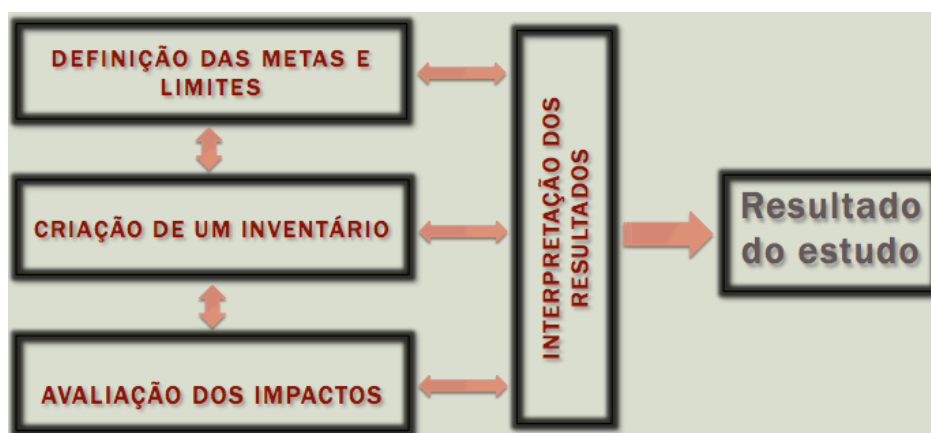 DEFINIÇÃO DAS METAS E
LIMITES
CRIAÇÃO DE UM INVENTÁRIO
AVALIAÇÃO DOS IMPACTOS
INTERPRETAÇÃO DOS
RESULTADOS
Resultado
do estudo